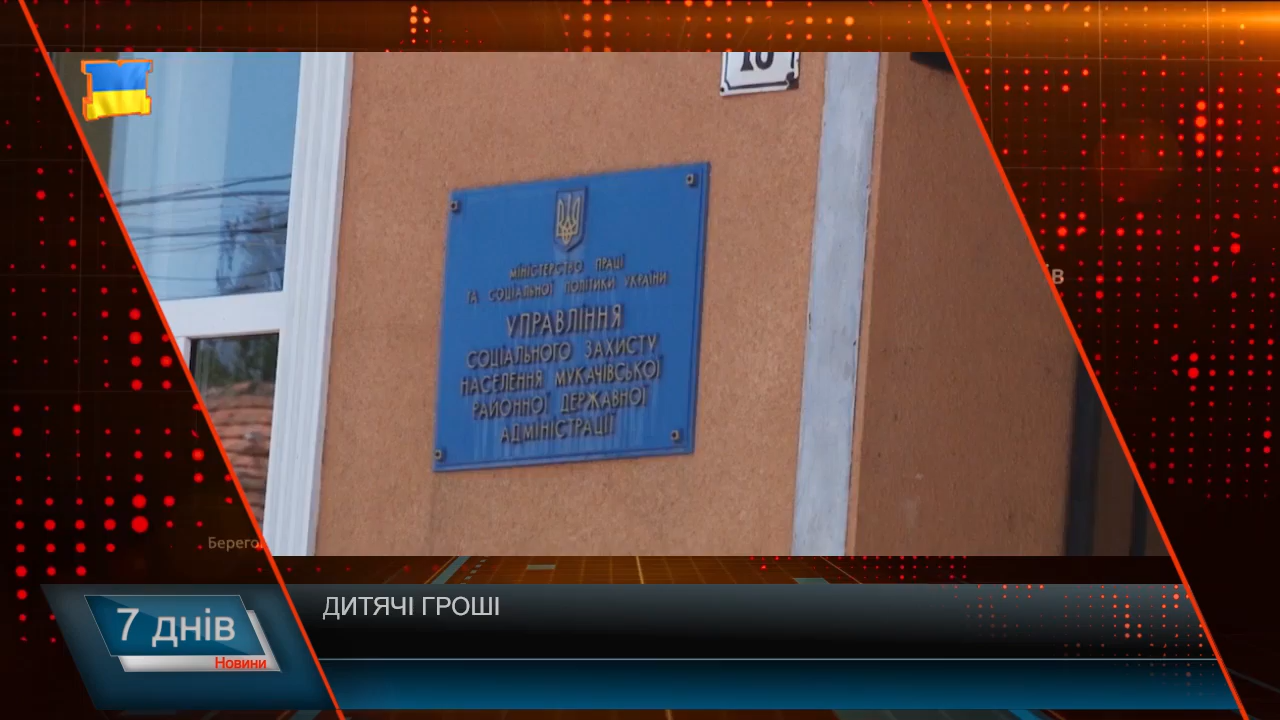 МІНІСТЕРСТВО ПРАЦІ
ТА СОЦІАЛЬНОЇ ПОЛІТИКИ УКРАЇНИ
УПРАВЛІННЯ
СОЦІАЛЬНОГО ЗАХИСТУ
НАСЕЛЕННЯ МУКАЧІВСЬКОЇ
РАЙОННОЇ ДЕРЖАВНОЇ
АДМІНІСТРАЦІЇ
ДИТЯЧІ ГРОШІ
7 днів
Новини